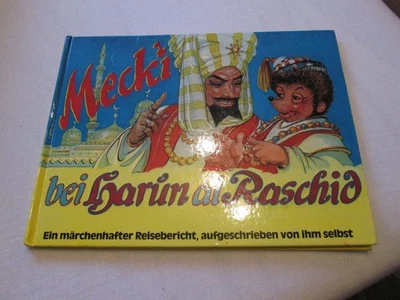 Mecki
bei Harun al Raschid
Ein märchenhafter Reisebericht, aufgeschrieben von ihm selbst